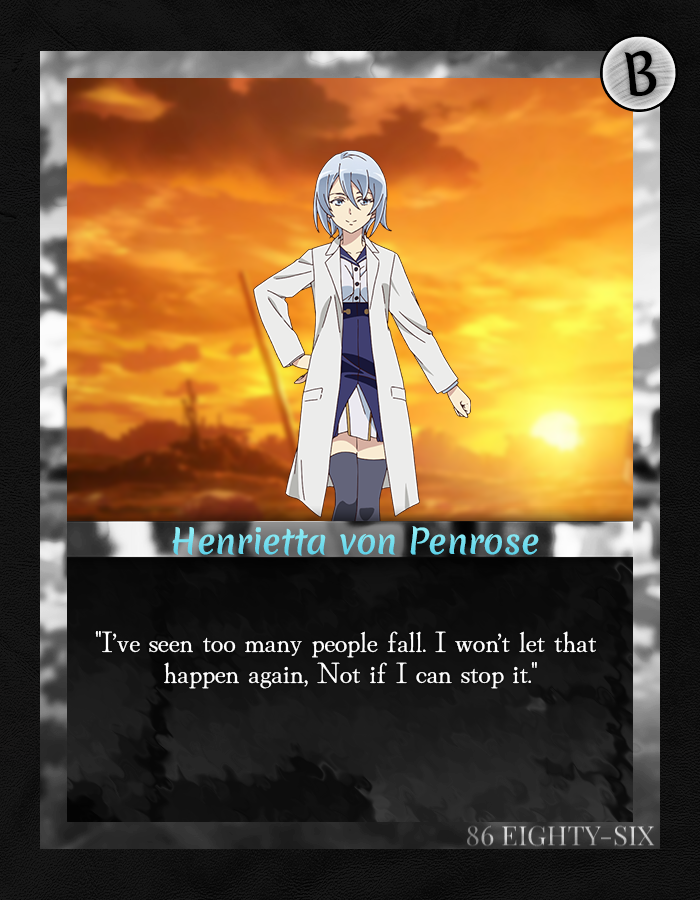 B
Henrietta von Penrose
"I've seen too many people fall. I won't let that
happen again, Not if I can stop it."
86 EIGHTY-SIX